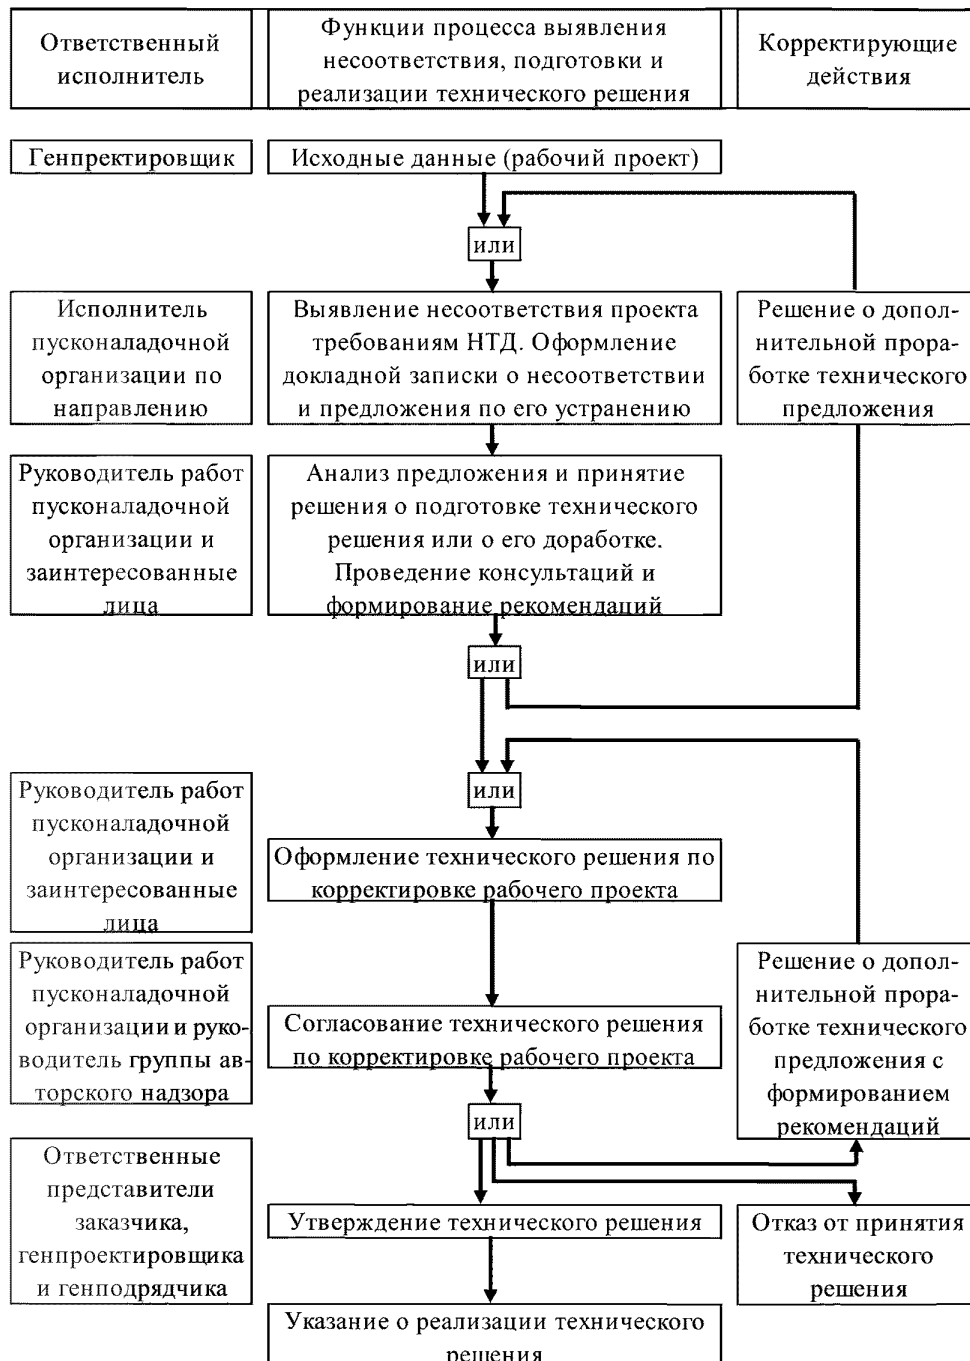 Ответственный
исполнитель
Функции процесса выявления
несоответствия, подготовки и
реализации технического решения
Корректирующие
действия
Генпректировщик
Исходные данные (рабочий проект)
или
Исполнитель
пусконаладочной
организации по
направлению
Выявление несоответствия проекта
требованиям НТД. Оформление
докладной записки о несоответствии
и предложения по его устранению
Решение о допол-
нительной прора-
ботке технического
предложения
Руководитель работ
пусконаладочной
организации и
заинтересованные
лица
Анализ предложения и принятие
решения о подготовке технического
решения или о его доработке.
Проведение консультаций и
формирование рекомендаций
или
или
Руководитель работ
пусконаладочной
организации и
заинтересованные
лица
Оформление технического решения по
корректировке рабочего проекта
Руководитель работ
пусконаладочной
организации и руко-
водитель группы ав-
торского надзора
Согласование технического решения
по корректировке рабочего проекта
Решение о допол-
нительной прора-
ботке технического
предложения с
формированием
рекомендаций
или
Ответственные
представители
заказчика,
генпроектировщика
и генподрядчика
Утверждение технического решения
Отказ от принятия
технического
решения
Указание о реализации технического
решения